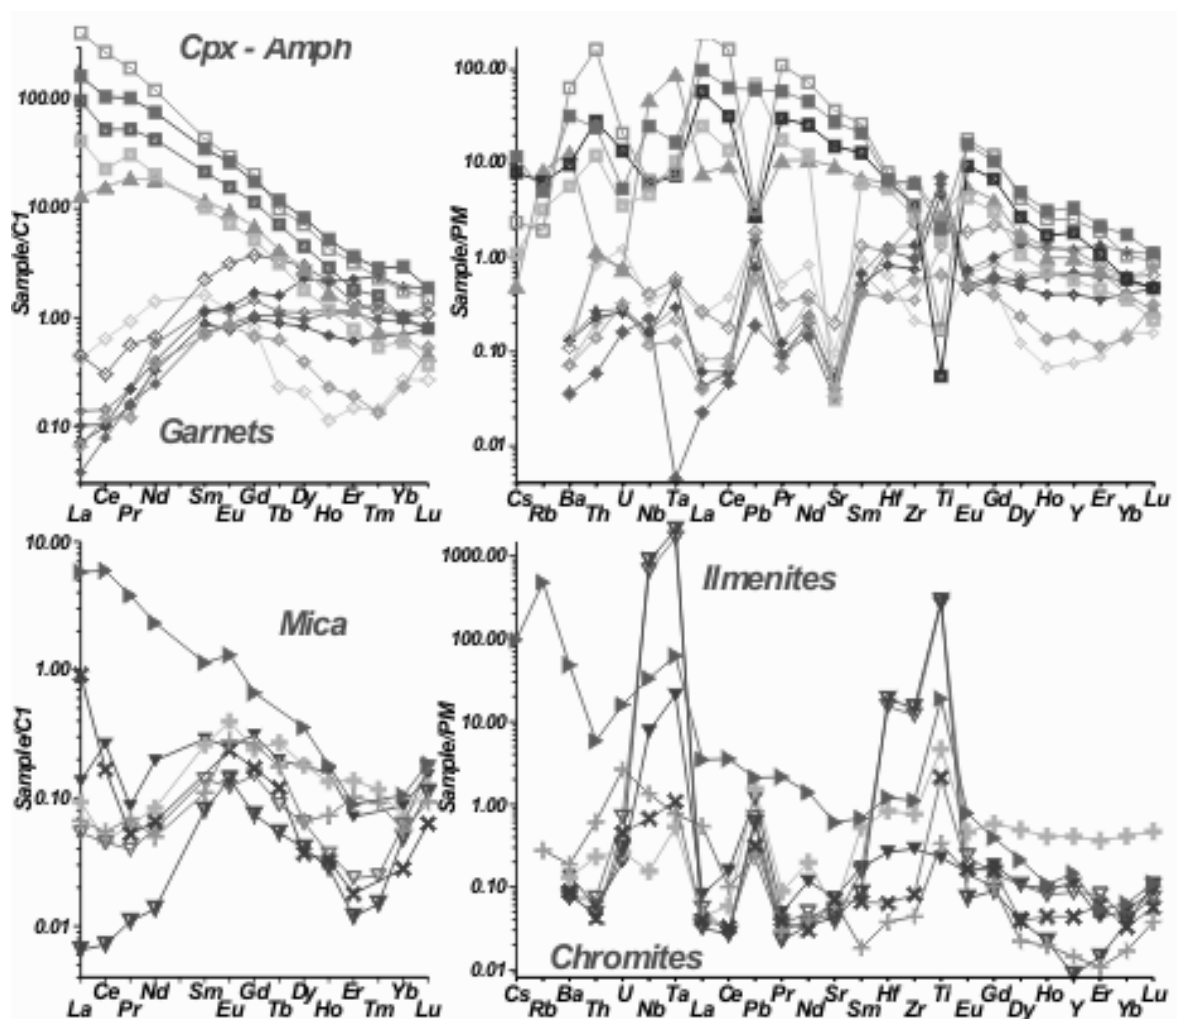 Cpx - Amph
100.00
10.00
1.00
0.10
Sample/C1
Garnets
Ce Nd Sm Gd Dy Er Yb
La Pr Eu Tb Ho Tm Lu
100.00
10.00
1.00
0.10
0.01
Sample/PM
Cs Ba U Ta Ce Pr Sr Hf Ti Gd Ho Er Lu
Rb Th Nb La Pb Nd Sm Zr Eu Dy Y Yb
10.00
1.00
0.10
0.01
Sample/C1
Mica
Ce Nd Sm Gd Dy Er Yb
La Pr Eu Tb Ho Tm Lu
1000.00
100.00
10.00
1.00
0.10
0.01
Sample/PM
Ilmenites
Chromites
Cs Ba U Ta Ce Pr Sr Hf Ti Gd Ho Er Lu
Rb Th Nb La Pb Nd Sm Zr Eu Dy Y Yb